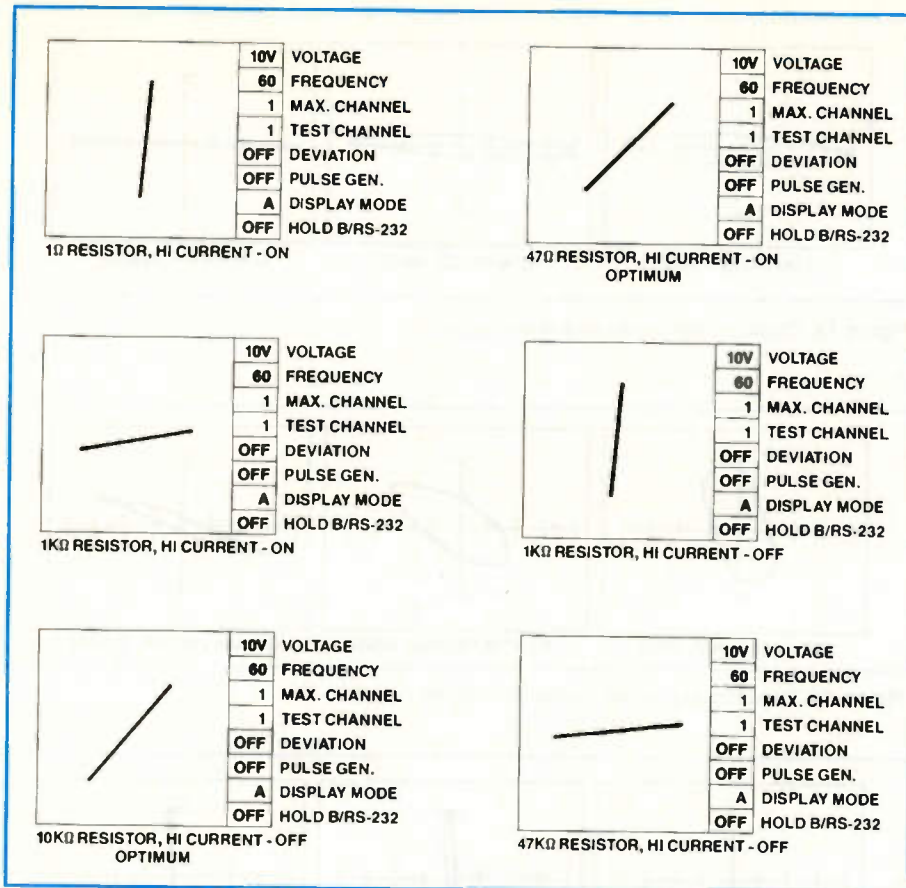 10V VOLTAGE
60 FREQUENCY
1 MAX. CHANNEL
1 TEST CHANNEL
OFF DEVIATION
OFF PULSE GEN.
A DISPLAY MODE
OFF HOLD B/RS-232
1Ω RESISTOR, HI CURRENT - ON
10V VOLTAGE
60 FREQUENCY
1 MAX. CHANNEL
1 TEST CHANNEL
OFF DEVIATION
OFF PULSE GEN.
A DISPLAY MODE
OFF HOLD B/RS-232
47Ω RESISTOR, HI CURRENT - ON
OPTIMUM
10V VOLTAGE
60 FREQUENCY
1 MAX. CHANNEL
1 TEST CHANNEL
OFF DEVIATION
OFF PULSE GEN.
A DISPLAY MODE
OFF HOLD B/RS-232
1KΩ RESISTOR, HI CURRENT - ON
10V VOLTAGE
60 FREQUENCY
1 MAX. CHANNEL
1 TEST CHANNEL
OFF DEVIATION
OFF PULSE GEN.
A DISPLAY MODE
OFF HOLD B/RS-232
1KΩ RESISTOR, HI CURRENT - OFF
10V VOLTAGE
60 FREQUENCY
1 MAX. CHANNEL
1 TEST CHANNEL
OFF DEVIATION
OFF PULSE GEN.
A DISPLAY MODE
OFF HOLD B/RS-232
10KΩ RESISTOR, HI CURRENT - OFF
OPTIMUM
10V VOLTAGE
60 FREQUENCY
1 MAX. CHANNEL
1 TEST CHANNEL
OFF DEVIATION
OFF PULSE GEN.
A DISPLAY MODE
OFF HOLD B/RS-232
47KΩ RESISTOR, HI CURRENT - OFF